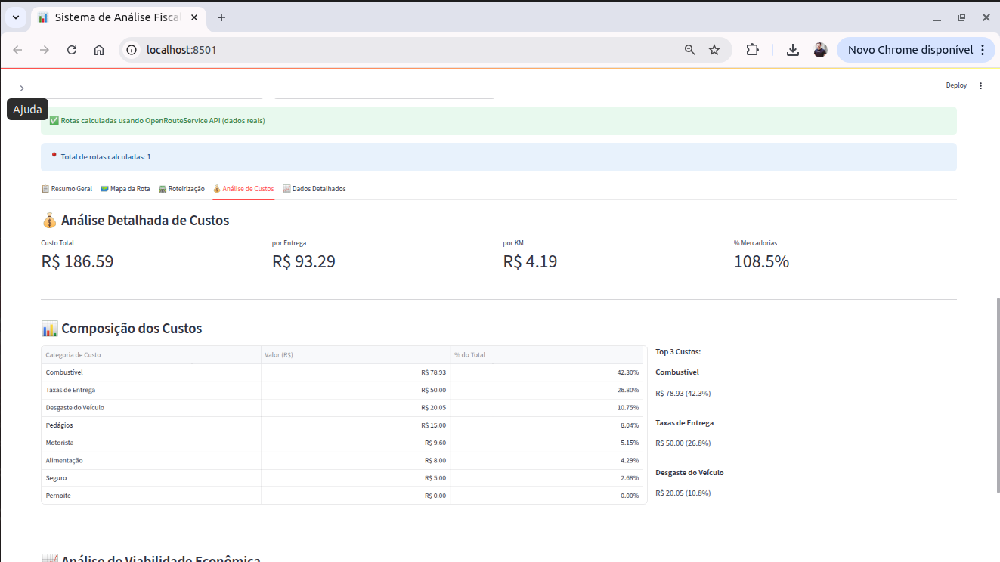 Sistema de Análise Fiscal
localhost:8501
Novo Chrome disponível
Deploy
Ajuda
Rotas calculadas usando OpenRouteService API (dados reais)
Total de rotas calculadas: 1
Resumo Geral Mapa da Rota Roteirização Análise de Custos Dados Detalhados
Análise Detalhada de Custos
Custo Total por Entrega por KM % Mercadorias
R$ 186.59 R$ 93.29 R$ 4.19 108.5%
Composição dos Custos
Categoria de Custo Valor (R$) % do Total
Combustível R$ 78.93 42.30%
Taxas de Entrega R$ 50.00 26.80%
Desgaste do Veículo R$ 20.05 10.75%
Pedágios R$ 15.00 8.04%
Motorista R$ 9.60 5.15%
Alimentação R$ 8.00 4.29%
Seguro R$ 5.00 2.68%
Pernoite R$ 0.00 0.00%
Top 3 Custos:
Combustível
R$ 78.93 (42.3%)
Taxas de Entrega
R$ 50.00 (26.8%)
Desgaste do Veículo
R$ 20.05 (10.8%)
Análise de Viabilidade Econômica